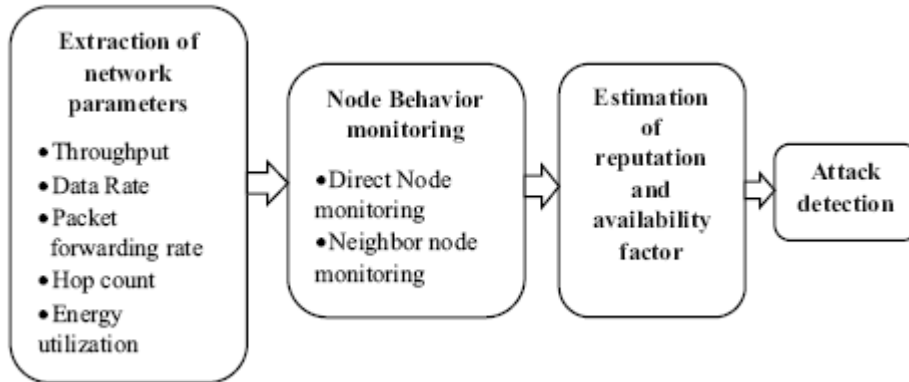 Extraction of
network
parameters
•Throughput
•Data Rate
•Packet
forwarding rate
•Hop count
•Energy
utilization
Node Behavior
monitoring
•Direct Node
monitoring
•Neighbor node
monitoring
Estimation
of
reputation
and
availability
factor
Attack
detection